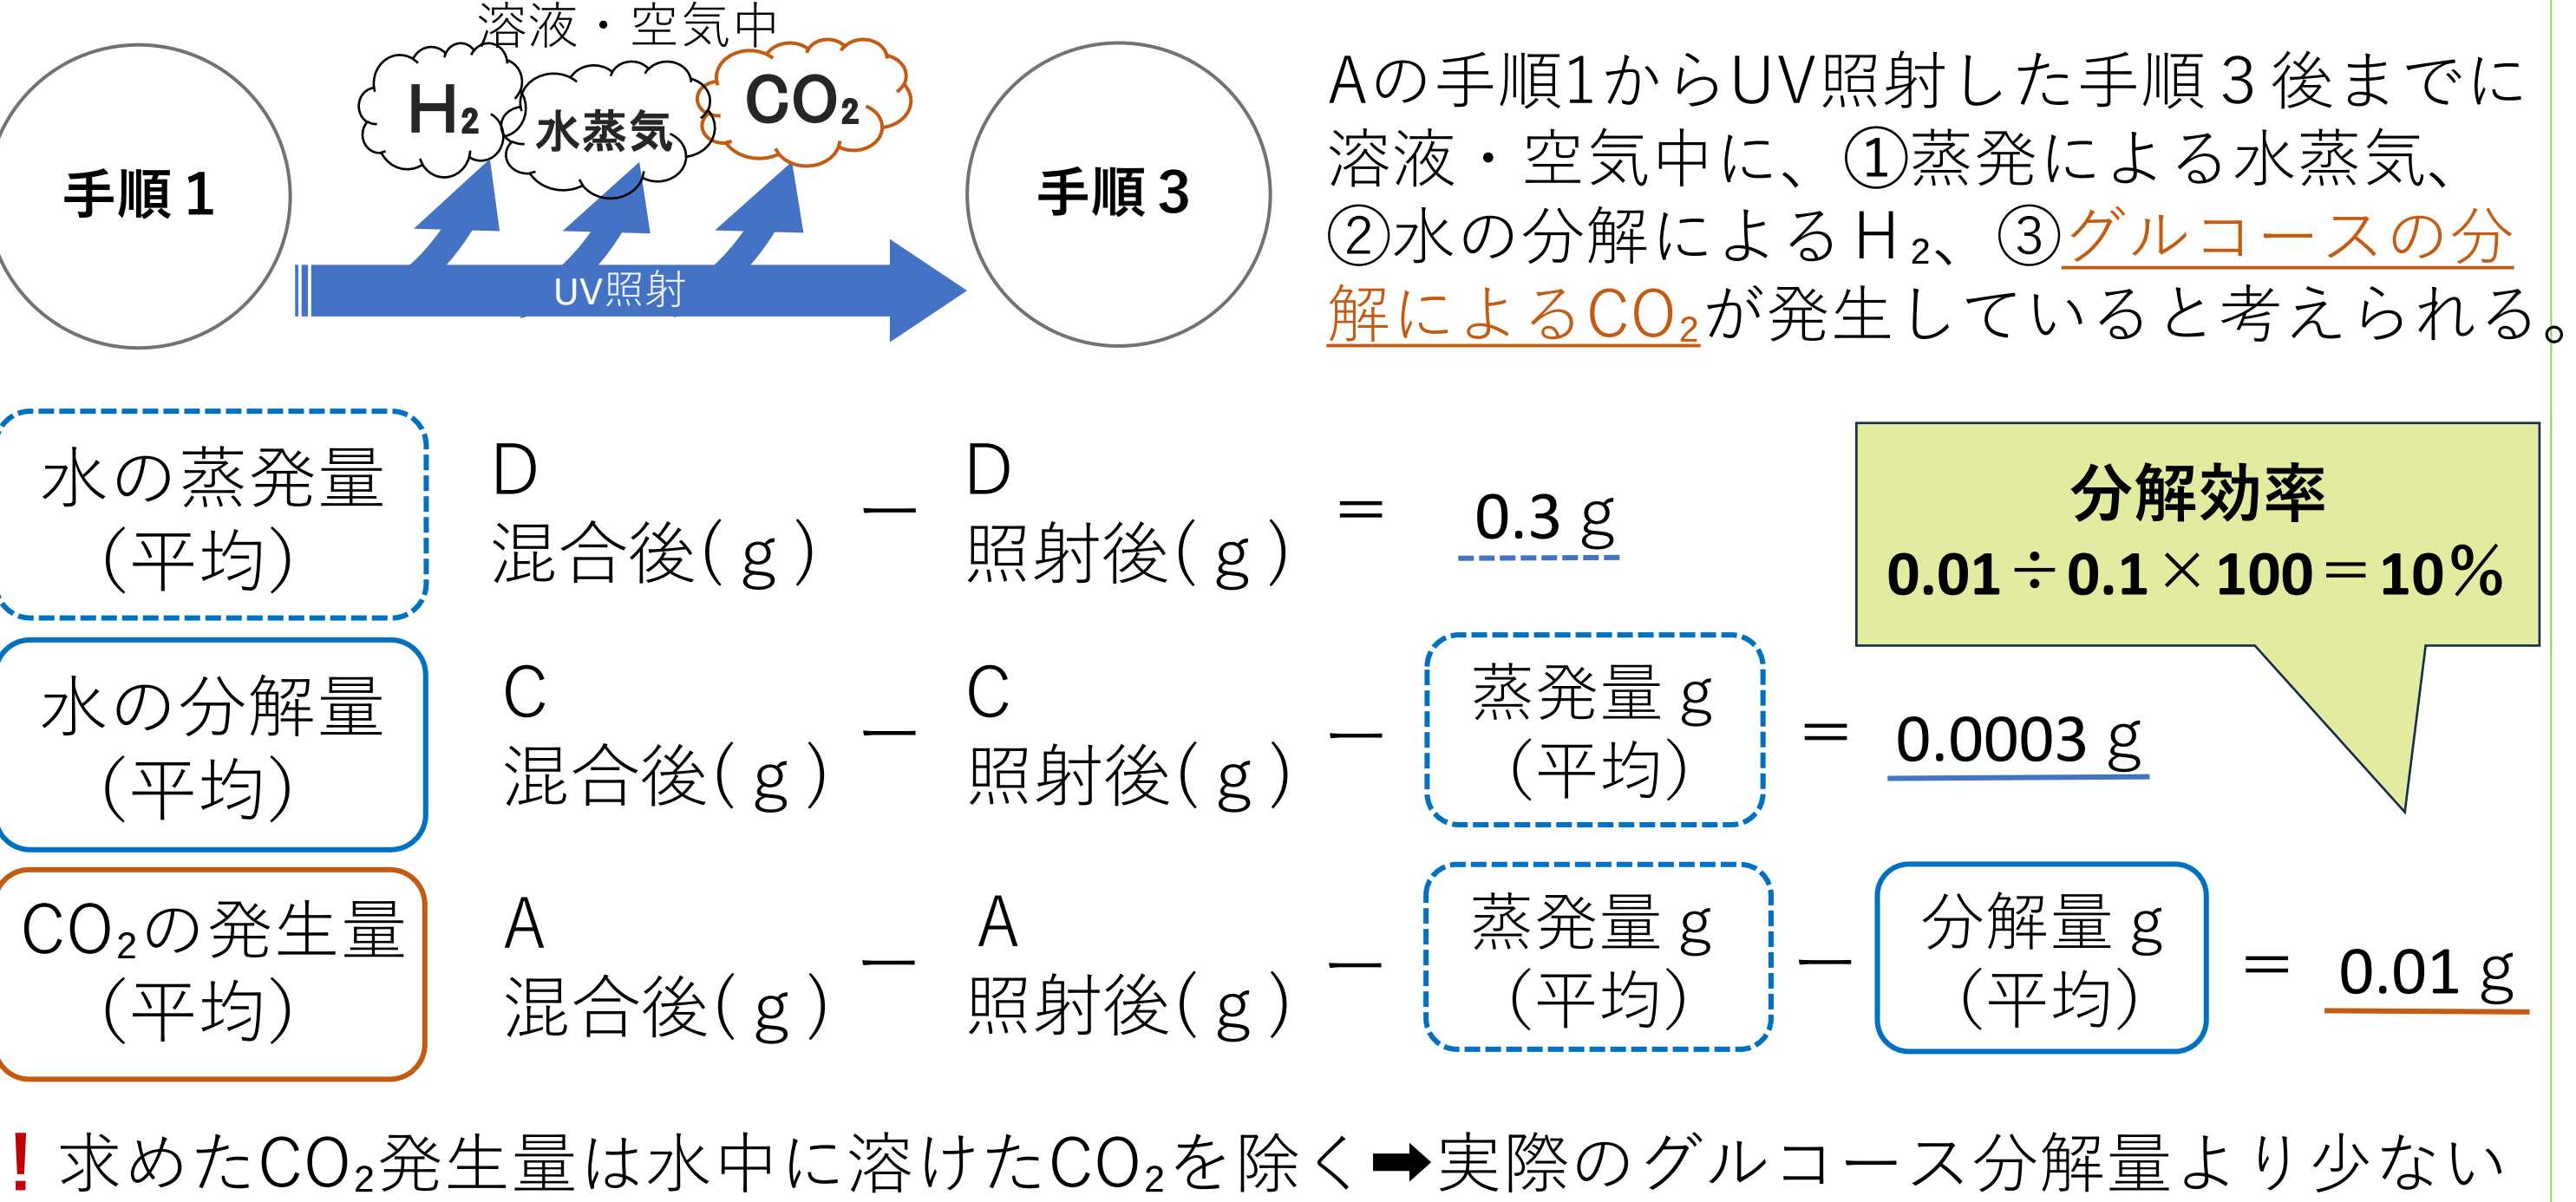 溶液・空気中
H₂
水蒸気
CO₂
手順1
UV照射
手順3
Aの手順1からUV照射した手順３後までに
溶液・空気中に、①蒸発による水蒸気、
②水の分解によるＨ₂、③グルコースの分
解によるCO₂が発生していると考えられる。
水の蒸発量
（平均）
D
混合後(ｇ)
－
D
照射後(ｇ)
＝
0.3ｇ
分解効率
0.01÷0.1×100＝10％
水の分解量
（平均）
C
混合後(ｇ)
－
C
照射後(ｇ)
－
蒸発量ｇ
（平均）
＝
0.0003ｇ
CO₂の発生量
（平均）
A
混合後(ｇ)
－
A
照射後(ｇ)
－
蒸発量ｇ
（平均）
－
分解量ｇ
（平均）
＝
0.01ｇ
！求めたCO₂発生量は水中に溶けたCO₂を除く➡実際のグルコース分解量より少ない